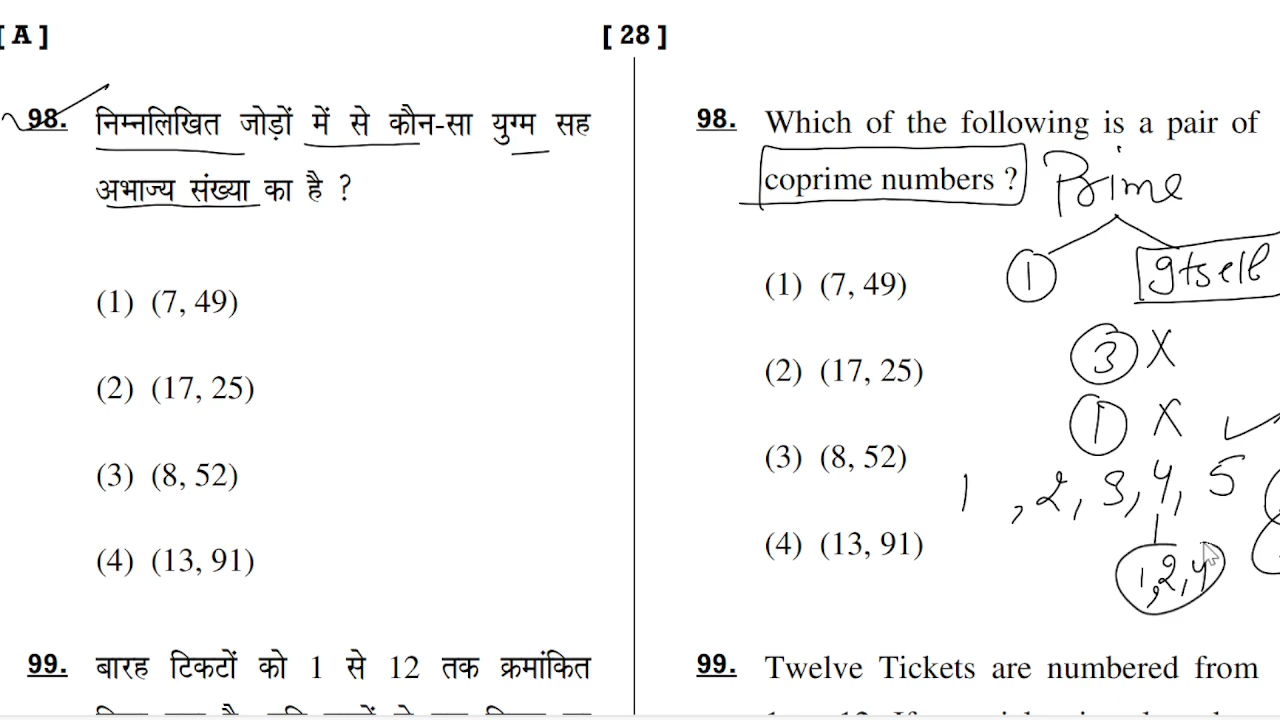 [ A ]
[ 28 ]
98. निम्नलिखित जोड़ों में से कौन-सा युग्म सह
अभाज्य संख्या का है ?
(1) (7, 49)
(2) (17, 25)
(3) (8, 52)
(4) (13, 91)
99. बारह टिकटों को 1 से 12 तक क्रमांकित
98. Which of the following is a pair of
coprime numbers ?
(1) (7, 49)
(2) (17, 25)
(3) (8, 52)
(4) (13, 91)
99. Twelve Tickets are numbered from
Prime
1
Itself
3 X
1 X
1, 2, 3, 4, 5
1, 2, 4